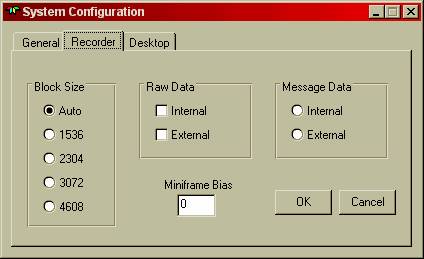 System Configuration
General Recorder Desktop
Block Size
Auto
1536
2304
3072
4608
Raw Data
Internal
External
Message Data
Internal
External
Miniframe Bias
0
OK Cancel